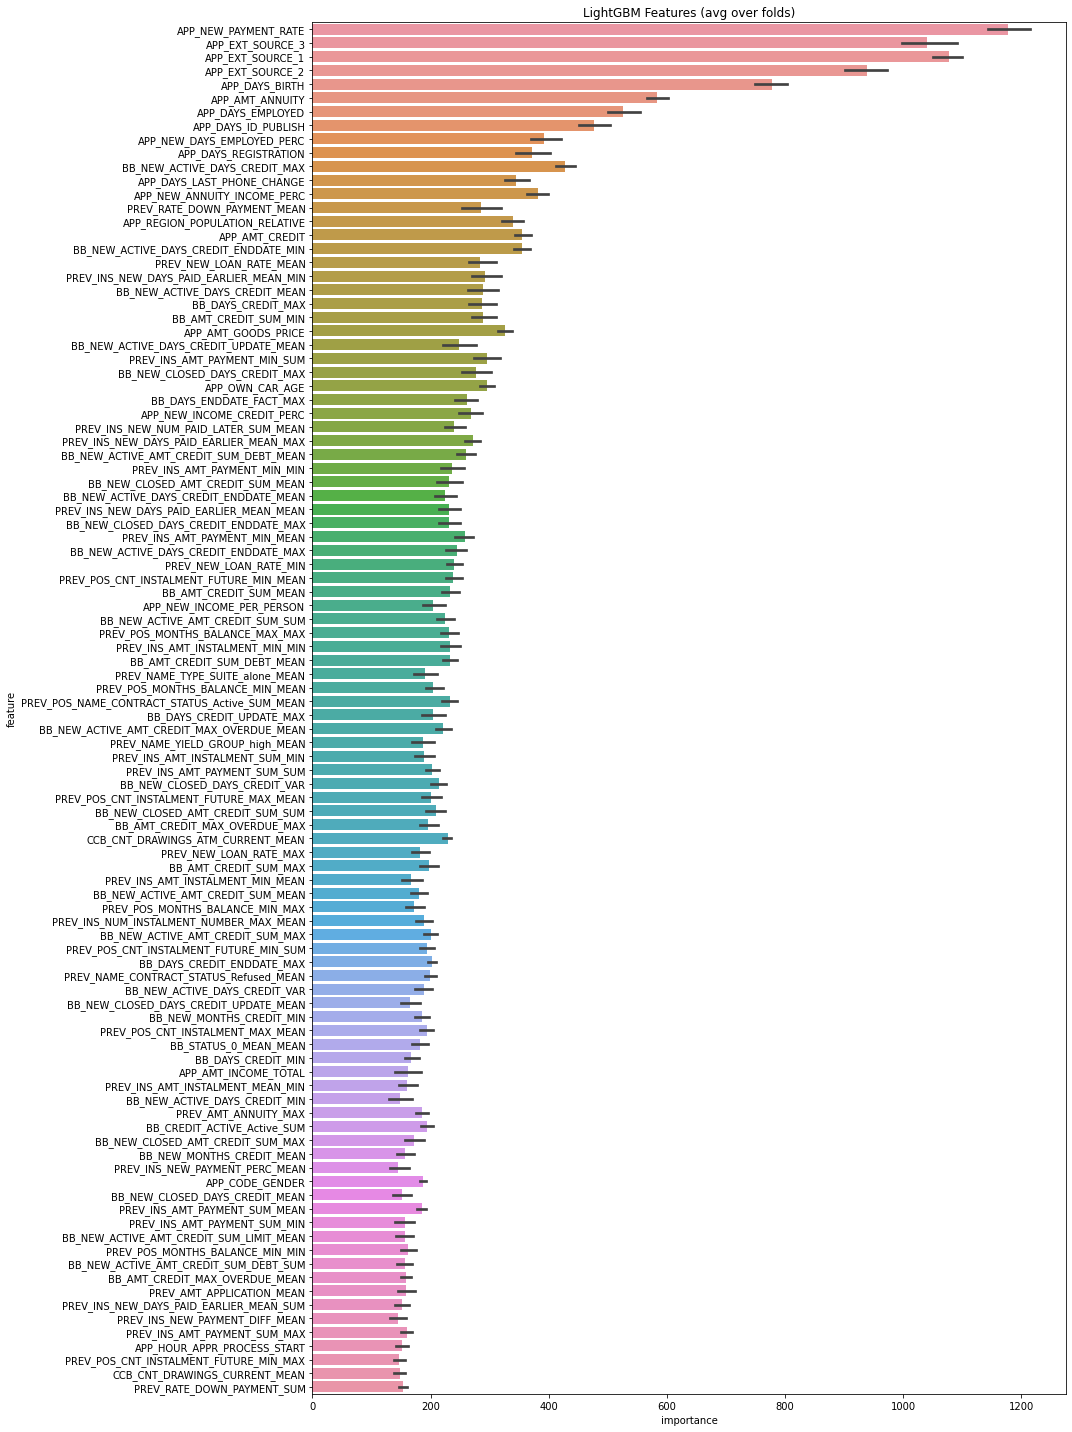 LightGBM Features (avg over folds)
APP_NEW_PAYMENT_RATE
APP_EXT_SOURCE_3
APP_EXT_SOURCE_1
APP_EXT_SOURCE_2
APP_DAYS_BIRTH
APP_AMT_ANNUITY
APP_DAYS_EMPLOYED
APP_DAYS_ID_PUBLISH
APP_NEW_DAYS_EMPLOYED_PERC
APP_DAYS_REGISTRATION
BB_NEW_ACTIVE_DAYS_CREDIT_MAX
APP_DAYS_LAST_PHONE_CHANGE
APP_NEW_ANNUITY_INCOME_PERC
PREV_RATE_DOWN_PAYMENT_MEAN
APP_REGION_POPULATION_RELATIVE
APP_AMT_CREDIT
BB_NEW_ACTIVE_DAYS_CREDIT_ENDDATE_MIN
PREV_NEW_LOAN_RATE_MEAN
PREV_INS_NEW_DAYS_PAID_EARLIER_MEAN_MIN
BB_NEW_ACTIVE_DAYS_CREDIT_MEAN
BB_DAYS_CREDIT_MAX
BB_AMT_CREDIT_SUM_MIN
APP_AMT_GOODS_PRICE
BB_NEW_ACTIVE_DAYS_CREDIT_UPDATE_MEAN
PREV_INS_AMT_PAYMENT_MIN_SUM
BB_NEW_CLOSED_DAYS_CREDIT_MAX
APP_OWN_CAR_AGE
BB_DAYS_ENDDATE_FACT_MAX
APP_NEW_INCOME_CREDIT_PERC
PREV_INS_NEW_NUM_PAID_LATER_SUM_MEAN
PREV_INS_NEW_DAYS_PAID_EARLIER_MEAN_MAX
BB_NEW_ACTIVE_AMT_CREDIT_SUM_DEBT_MEAN
PREV_INS_AMT_PAYMENT_MIN_MIN
BB_NEW_CLOSED_AMT_CREDIT_SUM_MEAN
BB_NEW_ACTIVE_DAYS_CREDIT_ENDDATE_MEAN
PREV_INS_NEW_DAYS_PAID_EARLIER_MEAN_MEAN
BB_NEW_CLOSED_DAYS_CREDIT_ENDDATE_MAX
PREV_INS_AMT_PAYMENT_MIN_MEAN
BB_NEW_ACTIVE_DAYS_CREDIT_ENDDATE_MAX
PREV_NEW_LOAN_RATE_MIN
PREV_POS_CNT_INSTALMENT_FUTURE_MIN_MEAN
BB_AMT_CREDIT_SUM_MEAN
APP_NEW_INCOME_PER_PERSON
BB_NEW_ACTIVE_AMT_CREDIT_SUM_SUM
PREV_POS_MONTHS_BALANCE_MAX_MAX
PREV_INS_AMT_INSTALMENT_MIN_MIN
BB_AMT_CREDIT_SUM_DEBT_MEAN
PREV_NAME_TYPE_SUITE_alone_MEAN
PREV_POS_MONTHS_BALANCE_MIN_MEAN
PREV_POS_NAME_CONTRACT_STATUS_Active_SUM_MEAN
BB_DAYS_CREDIT_UPDATE_MAX
BB_NEW_ACTIVE_AMT_CREDIT_MAX_OVERDUE_MEAN
PREV_NAME_YIELD_GROUP_high_MEAN
PREV_INS_AMT_INSTALMENT_SUM_MIN
PREV_INS_AMT_PAYMENT_SUM_SUM
BB_NEW_CLOSED_DAYS_CREDIT_VAR
PREV_POS_CNT_INSTALMENT_FUTURE_MAX_MEAN
BB_NEW_CLOSED_AMT_CREDIT_SUM_SUM
BB_AMT_CREDIT_MAX_OVERDUE_MAX
CCB_CNT_DRAWINGS_ATM_CURRENT_MEAN
PREV_NEW_LOAN_RATE_MAX
BB_AMT_CREDIT_SUM_MAX
PREV_INS_AMT_INSTALMENT_MIN_MEAN
BB_NEW_ACTIVE_AMT_CREDIT_SUM_MEAN
PREV_POS_MONTHS_BALANCE_MIN_MAX
PREV_INS_NUM_INSTALMENT_NUMBER_MAX_MEAN
BB_NEW_ACTIVE_AMT_CREDIT_SUM_MAX
PREV_POS_CNT_INSTALMENT_FUTURE_MIN_SUM
BB_DAYS_CREDIT_ENDDATE_MAX
PREV_NAME_CONTRACT_STATUS_Refused_MEAN
BB_NEW_ACTIVE_DAYS_CREDIT_VAR
BB_NEW_CLOSED_DAYS_CREDIT_UPDATE_MEAN
BB_NEW_MONTHS_CREDIT_MIN
PREV_POS_CNT_INSTALMENT_MAX_MEAN
BB_STATUS_0_MEAN_MEAN
BB_DAYS_CREDIT_MIN
APP_AMT_INCOME_TOTAL
PREV_INS_AMT_INSTALMENT_MEAN_MIN
BB_NEW_ACTIVE_DAYS_CREDIT_MIN
PREV_AMT_ANNUITY_MAX
BB_CREDIT_ACTIVE_Active_SUM
BB_NEW_CLOSED_AMT_CREDIT_SUM_MAX
BB_NEW_MONTHS_CREDIT_MEAN
PREV_INS_NEW_PAYMENT_PERC_MEAN
APP_CODE_GENDER
BB_NEW_CLOSED_DAYS_CREDIT_MEAN
PREV_INS_AMT_PAYMENT_SUM_MEAN
PREV_INS_AMT_PAYMENT_SUM_MIN
BB_NEW_ACTIVE_AMT_CREDIT_SUM_LIMIT_MEAN
PREV_POS_MONTHS_BALANCE_MIN_MIN
BB_NEW_ACTIVE_AMT_CREDIT_SUM_DEBT_SUM
BB_AMT_CREDIT_MAX_OVERDUE_MEAN
PREV_AMT_APPLICATION_MEAN
PREV_INS_NEW_DAYS_PAID_EARLIER_MEAN_SUM
PREV_INS_NEW_PAYMENT_DIFF_MEAN
PREV_INS_AMT_PAYMENT_SUM_MAX
APP_HOUR_APPR_PROCESS_START
PREV_POS_CNT_INSTALMENT_FUTURE_MIN_MAX
CCB_CNT_DRAWINGS_CURRENT_MEAN
PREV_RATE_DOWN_PAYMENT_SUM
feature
0 200 400 600 800 1000 1200
importance